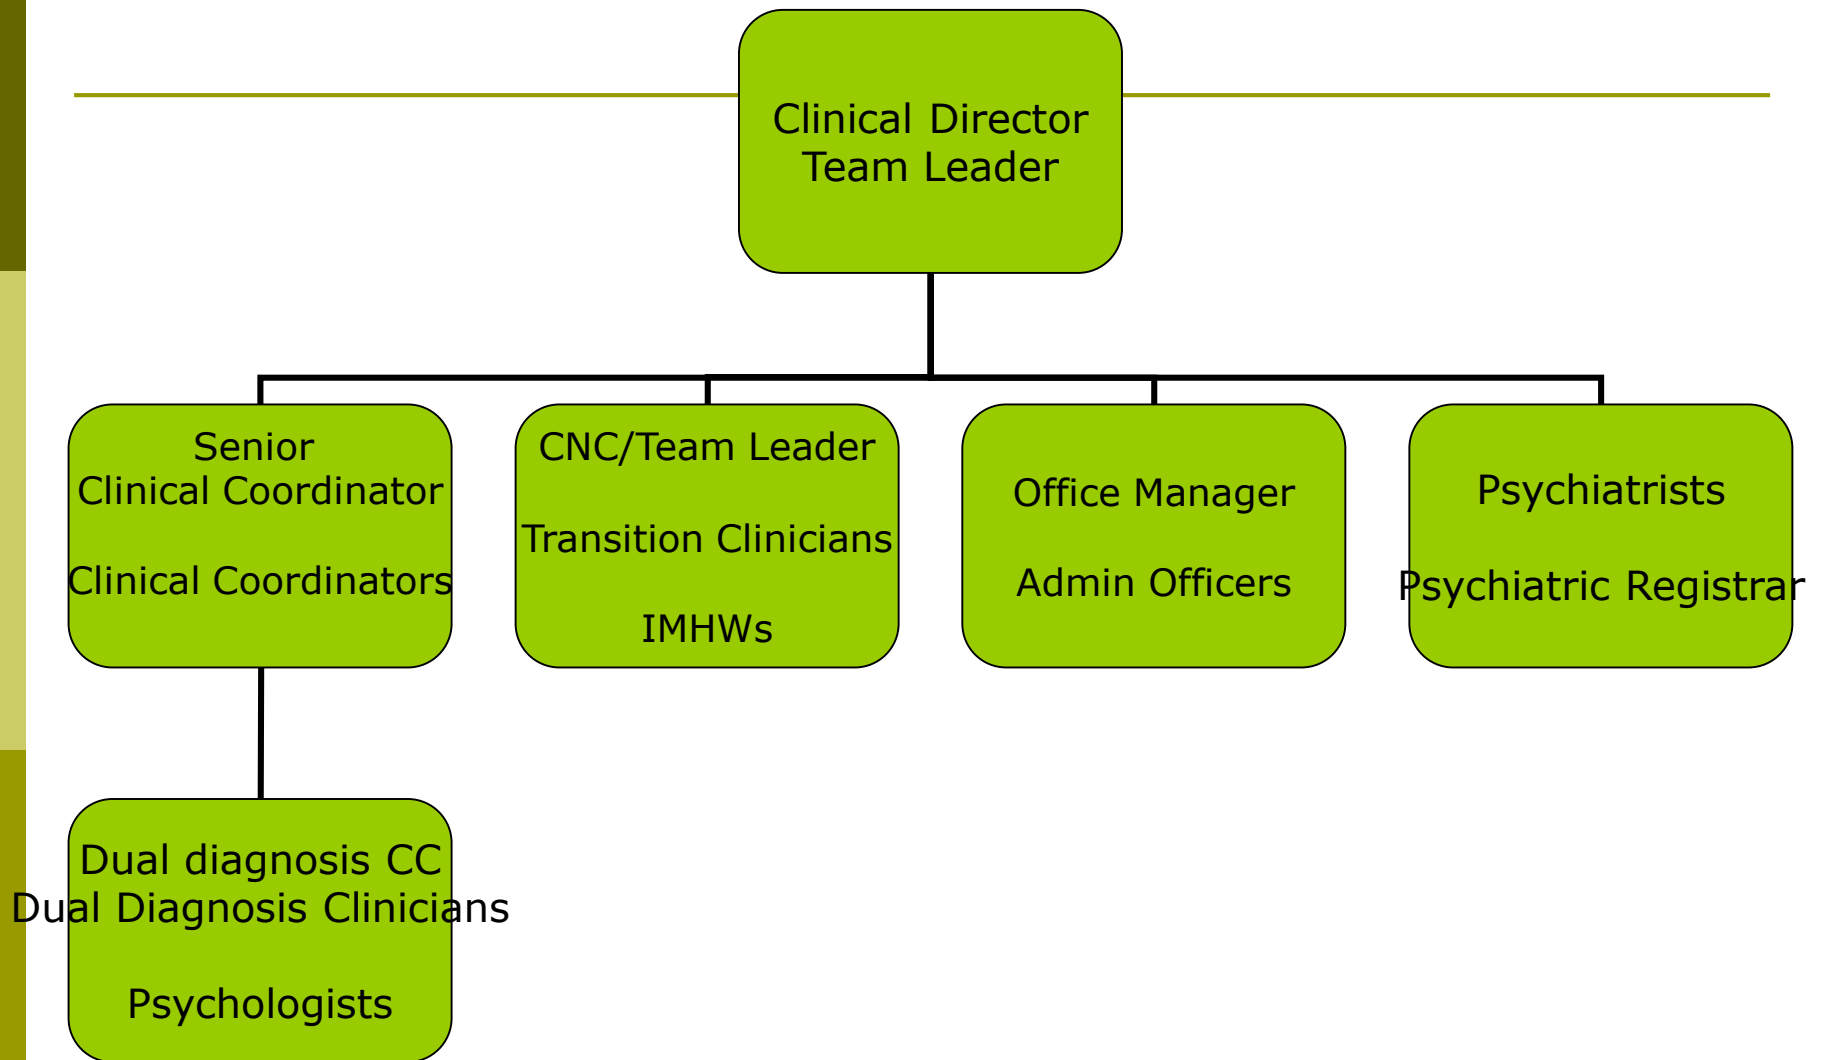 Clinical Director
Team Leader
Senior
Clinical Coordinator
Clinical Coordinators
CNC/Team Leader
Transition Clinicians
IMHWs
Office Manager
Admin Officers
Psychiatrists
Psychiatric Registrar
Dual diagnosis CC
Dual Diagnosis Clinicians
Psychologists